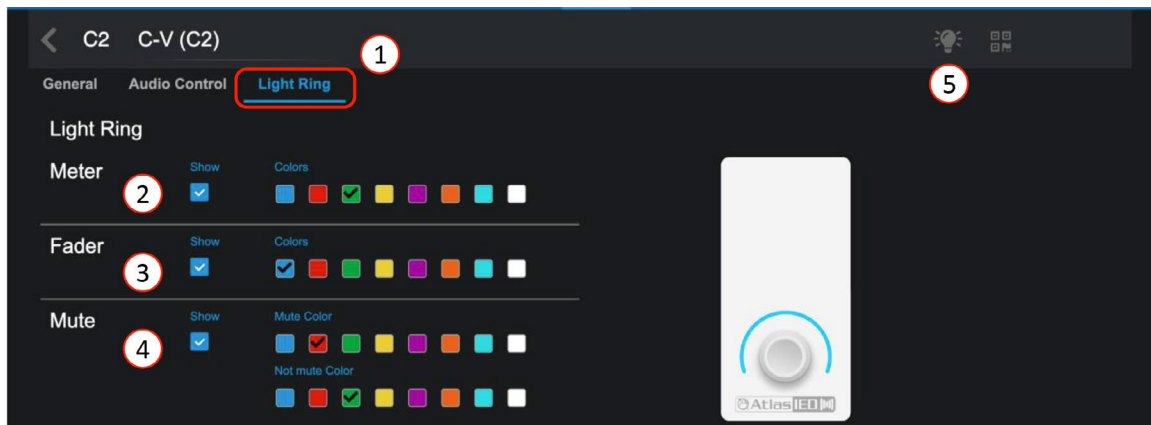 C2 C-V (C2)
1
General Audio Control Light Ring
5
Light Ring
Meter
Show
Colors
2
Fader
Show
Colors
3
Mute
Show
Mute Color
4
Not mute Color
AtlasIED